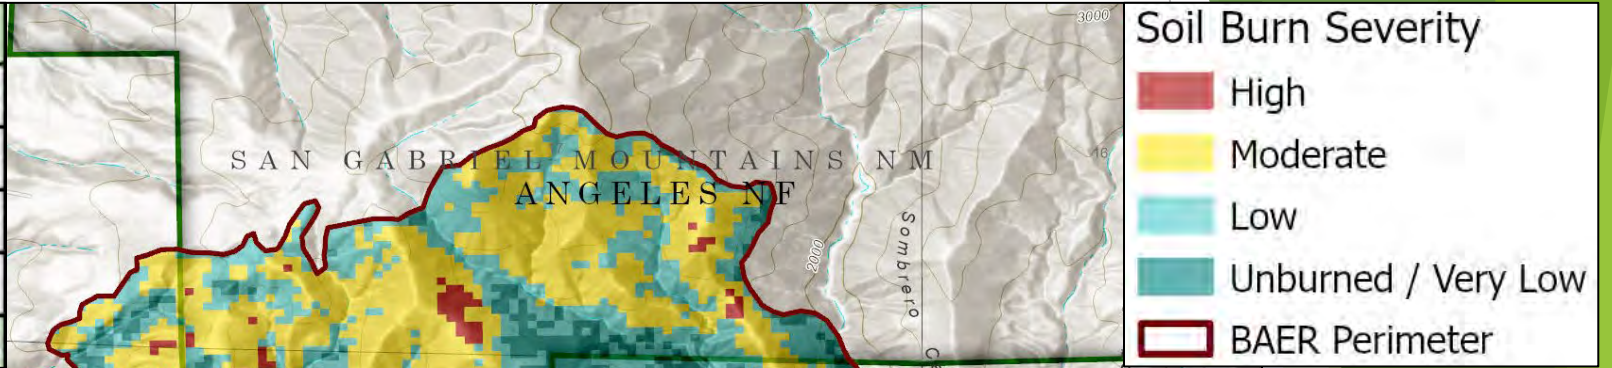 3000
SAN GABRIEL MOUNTAINS NM
16
ANGELES NF
2000
Sombrero
C
Soil Burn Severity
High
Moderate
Low
Unburned / Very Low
BAER Perimeter